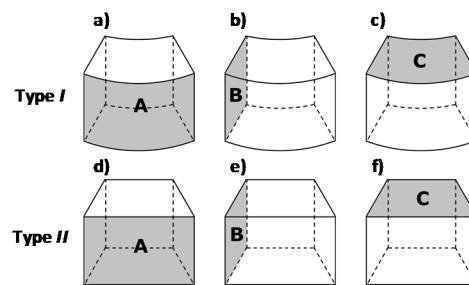 a) b) c)
Type I A B C
d) e) f)
Type II A B C